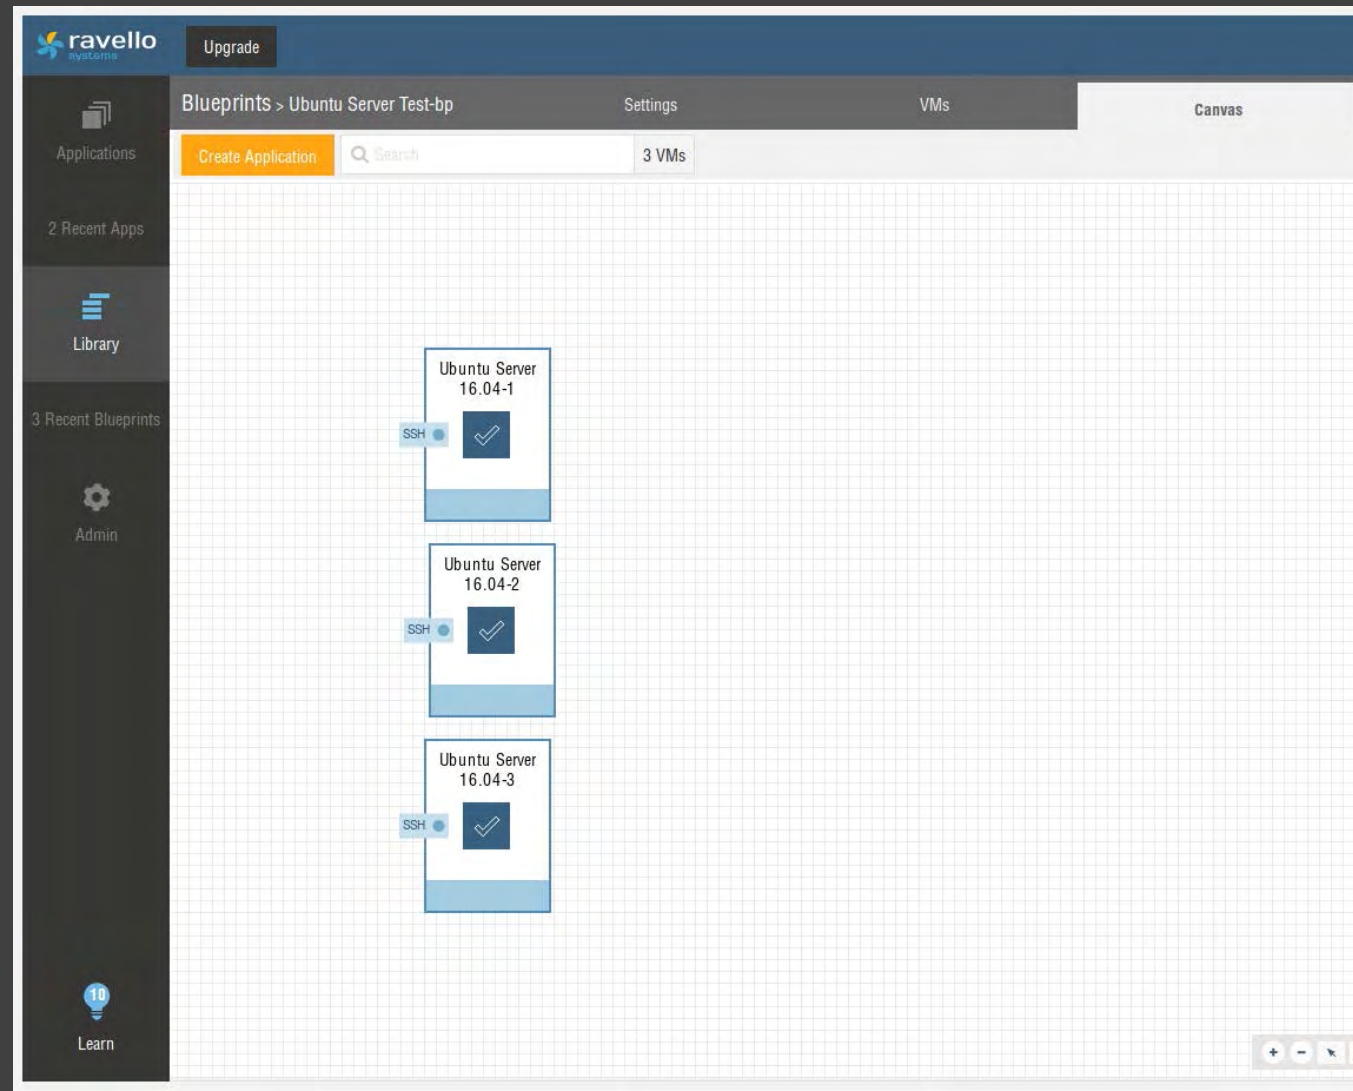 ravello
systems
Upgrade
Blueprints > Ubuntu Server Test-bp
Settings
VMs
Canvas
Applications
Create Application
Search
3 VMs
2 Recent Apps
Library
3 Recent Blueprints
Admin
Ubuntu Server
16.04-1
SSH
Ubuntu Server
16.04-2
SSH
Ubuntu Server
16.04-3
SSH
10
Learn
+
-